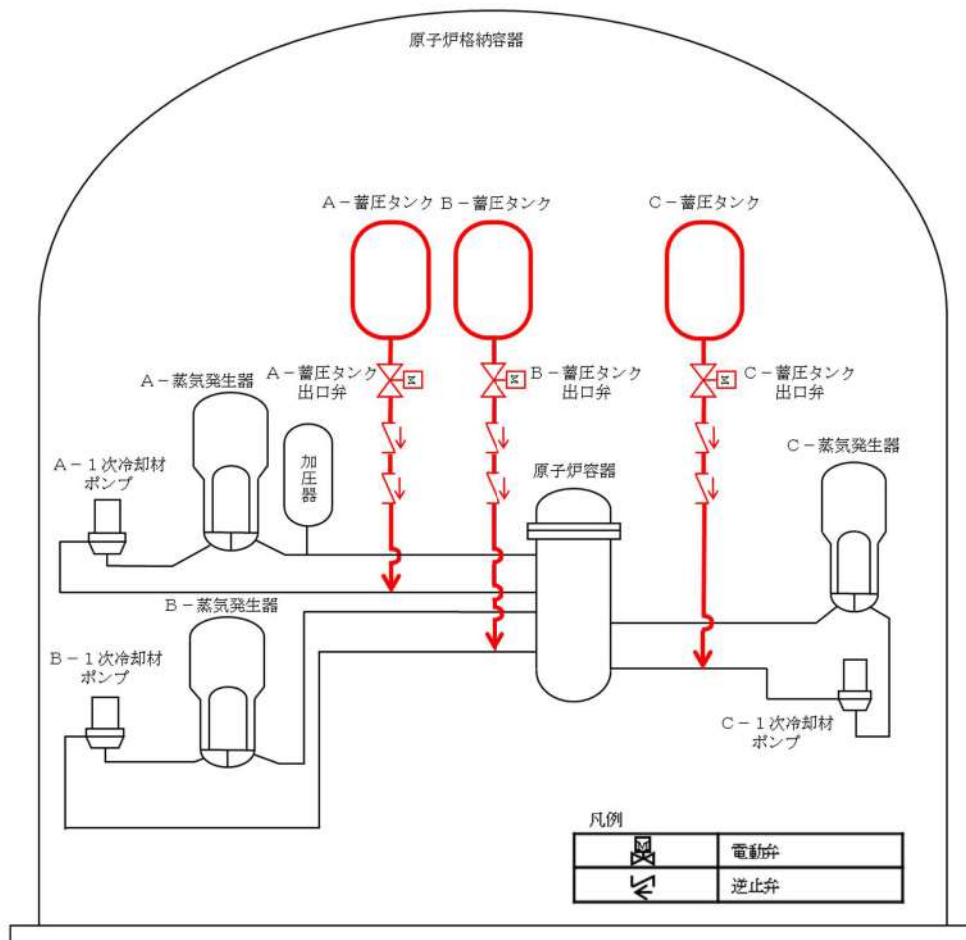 原子炉格納容器
A-蓄圧タンク
B-蓄圧タンク
C-蓄圧タンク
A-蓄圧タンク
出口弁
M
B-蓄圧タンク
出口弁
M
C-蓄圧タンク
出口弁
M
A-蒸気発生器
加圧器
A-1次冷却材
ポンプ
原子炉容器
C-蒸気発生器
B-蒸気発生器
B-1次冷却材
ポンプ
C-1次冷却材
ポンプ
凡例
M
電動弁
逆止弁